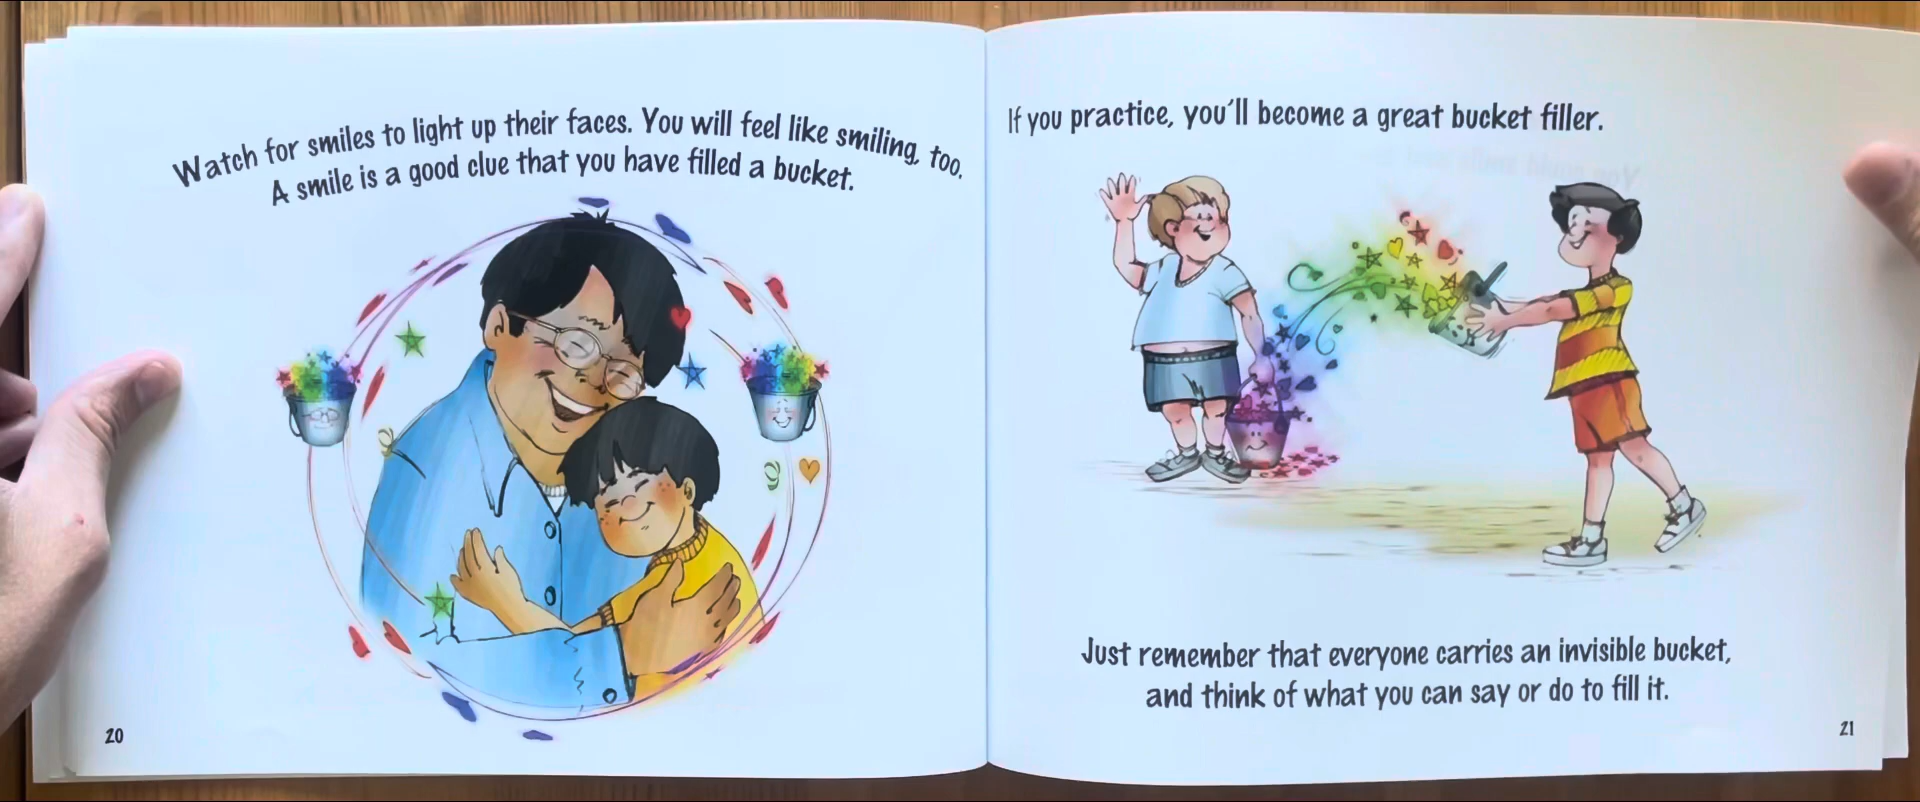 Watch for smiles to light up their faces. You will feel like smiling, too.
A smile is a good clue that you have filled a bucket.
20
If you practice, you'll become a great bucket filler.
Just remember that everyone carries an invisible bucket,
and think of what you can say or do to fill it.
21